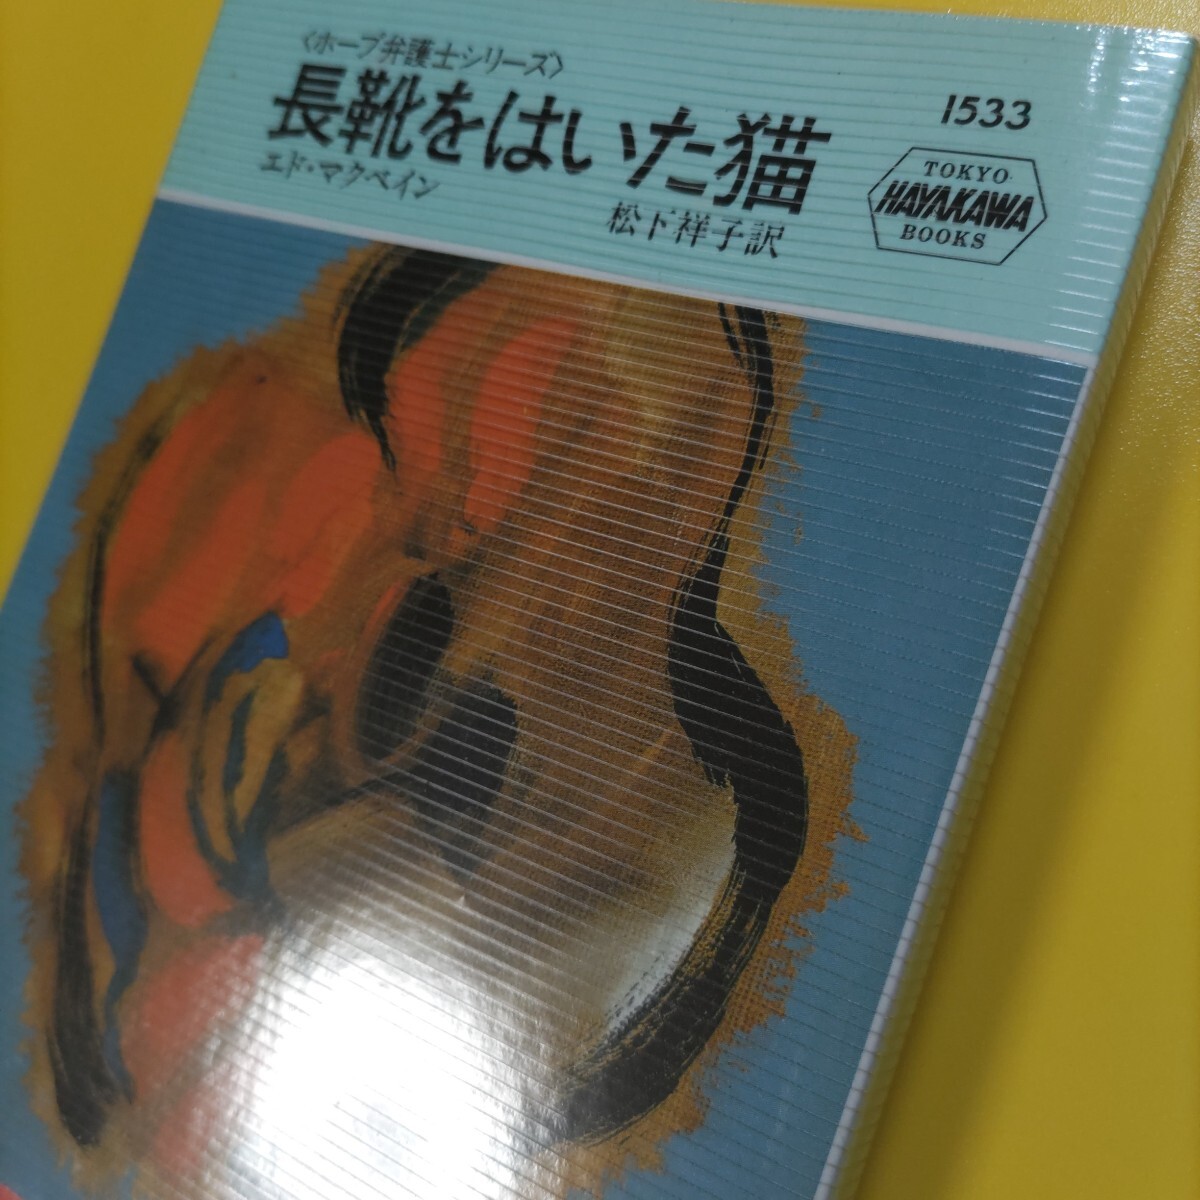 〈ホープ弁護士シリーズ〉
長靴をはいた猫
エド・マクベイン
松下祥子訳
1533
TOKYO
HAYAKAWA
BOOKS